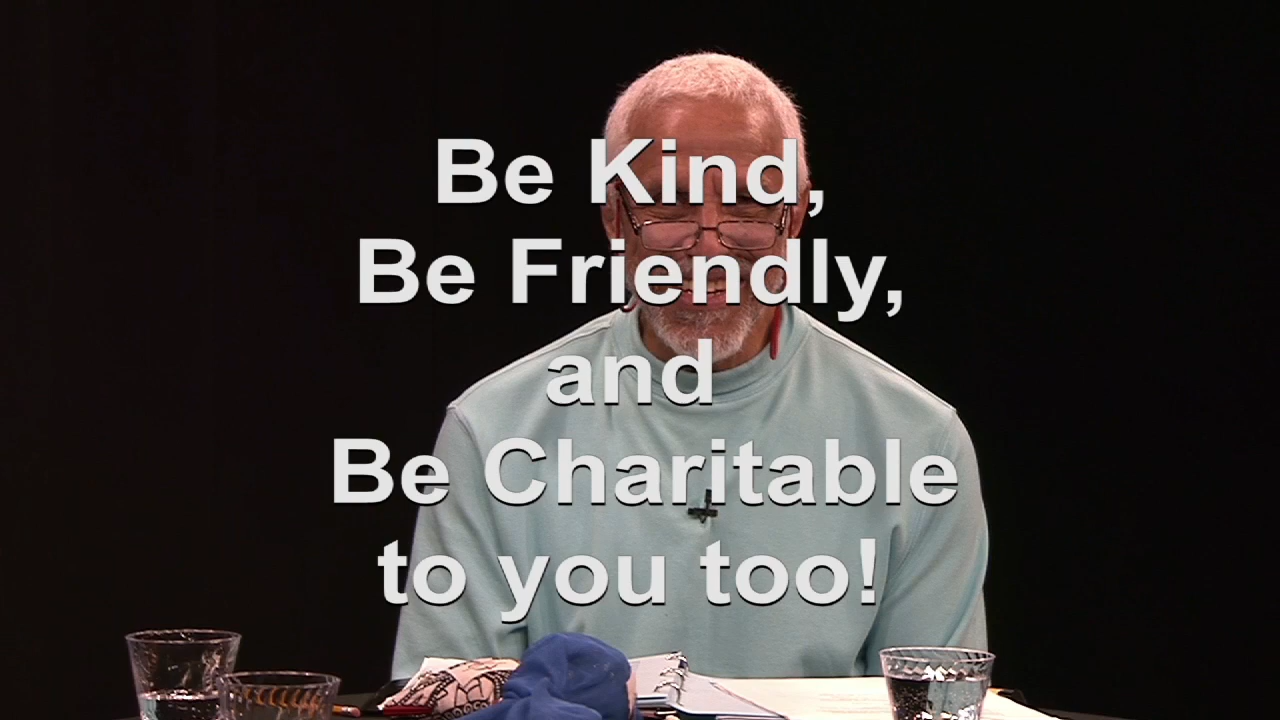 Be Kind,
Be Friendly,
and
Be Charitable
to you too!